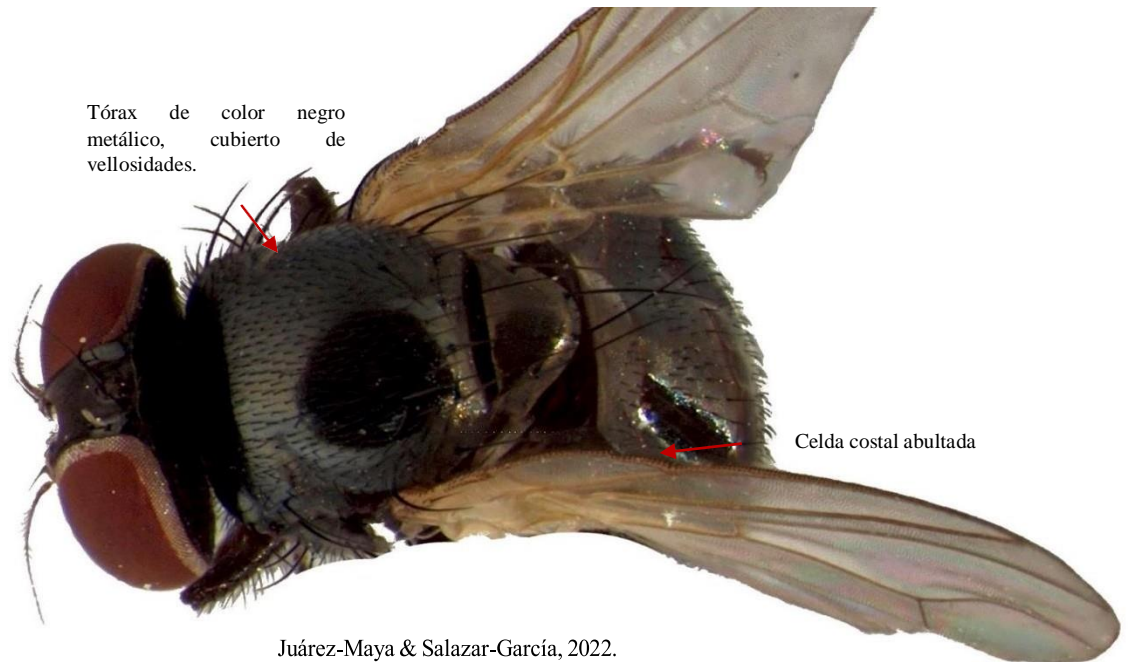 Tórax de color negro
metálico, cubierto de
vellosidades.
Celda costal abultada
Juárez-Maya & Salazar-García, 2022.